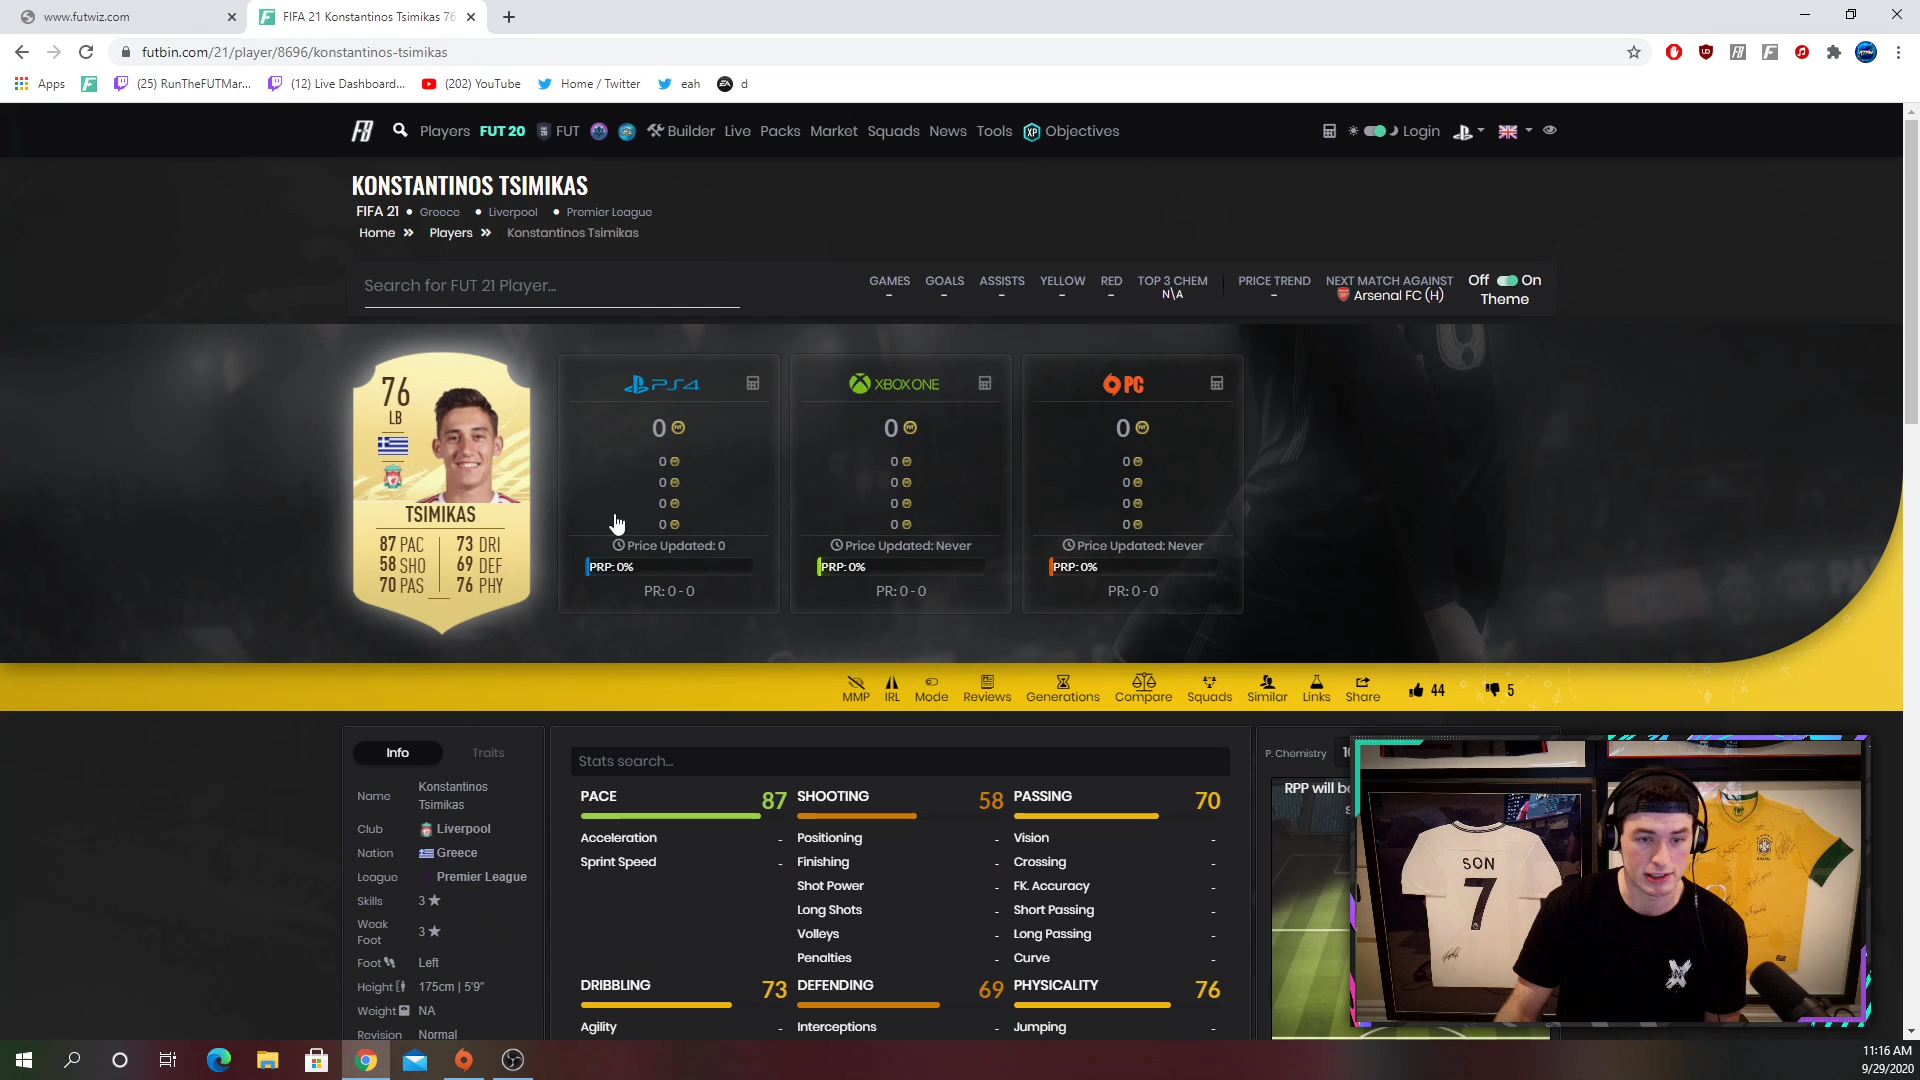 www.futwiz.com
FIFA 21 Konstantinos Tsimikas 76
futbin.com/21/player/8696/konstantinos-tsimikas
Apps (25) RunTheFUTMar... (12) Live Dashboard... (202) YouTube Home / Twitter eah d
Players FUT 20 FUT Builder Live Packs Market Squads News Tools XP Objectives Login
KONSTANTINOS TSIMIKAS
FIFA 21 • Greece • Liverpool • Premier League
Home » Players » Konstantinos Tsimikas
Search for FUT 21 Player...
GAMES GOALS ASSISTS YELLOW RED TOP 3 CHEM PRICE TREND NEXT MATCH AGAINST Off On
- - - - - N\A - Arsenal FC (H) Theme
76
LB
TSIMIKAS
87 PAC 73 DRI
58 SHO 69 DEF
70 PAS 76 PHY
PS4
0
0
0
0
0
Price Updated: 0
PRP: 0%
PR: 0 - 0
XBOX ONE
0
0
0
0
0
Price Updated: Never
PRP: 0%
PR: 0 - 0
PC
0
0
0
0
0
Price Updated: Never
PRP: 0%
PR: 0 - 0
MMP IRL Mode Reviews Generations Compare Squads Similar Links Share 44 5
Info Traits
Name Konstantinos Tsimikas
Club Liverpool
Nation Greece
League Premier League
Skills 3
Weak Foot 3
Foot Left
Height 175cm | 5'9"
Weight NA
Revision Normal
Stats search...
PACE 87 SHOOTING 58 PASSING 70
Acceleration - Positioning - Vision -
Sprint Speed - Finishing - Crossing -
Shot Power - FK. Accuracy -
Long Shots - Short Passing -
Volleys - Long Passing -
Penalties - Curve -
DRIBBLING 73 DEFENDING 69 PHYSICALITY 76
Agility - Interceptions - Jumping -
P. Chemistry
RPP will be
SON
7
11:16 AM
9/29/2020